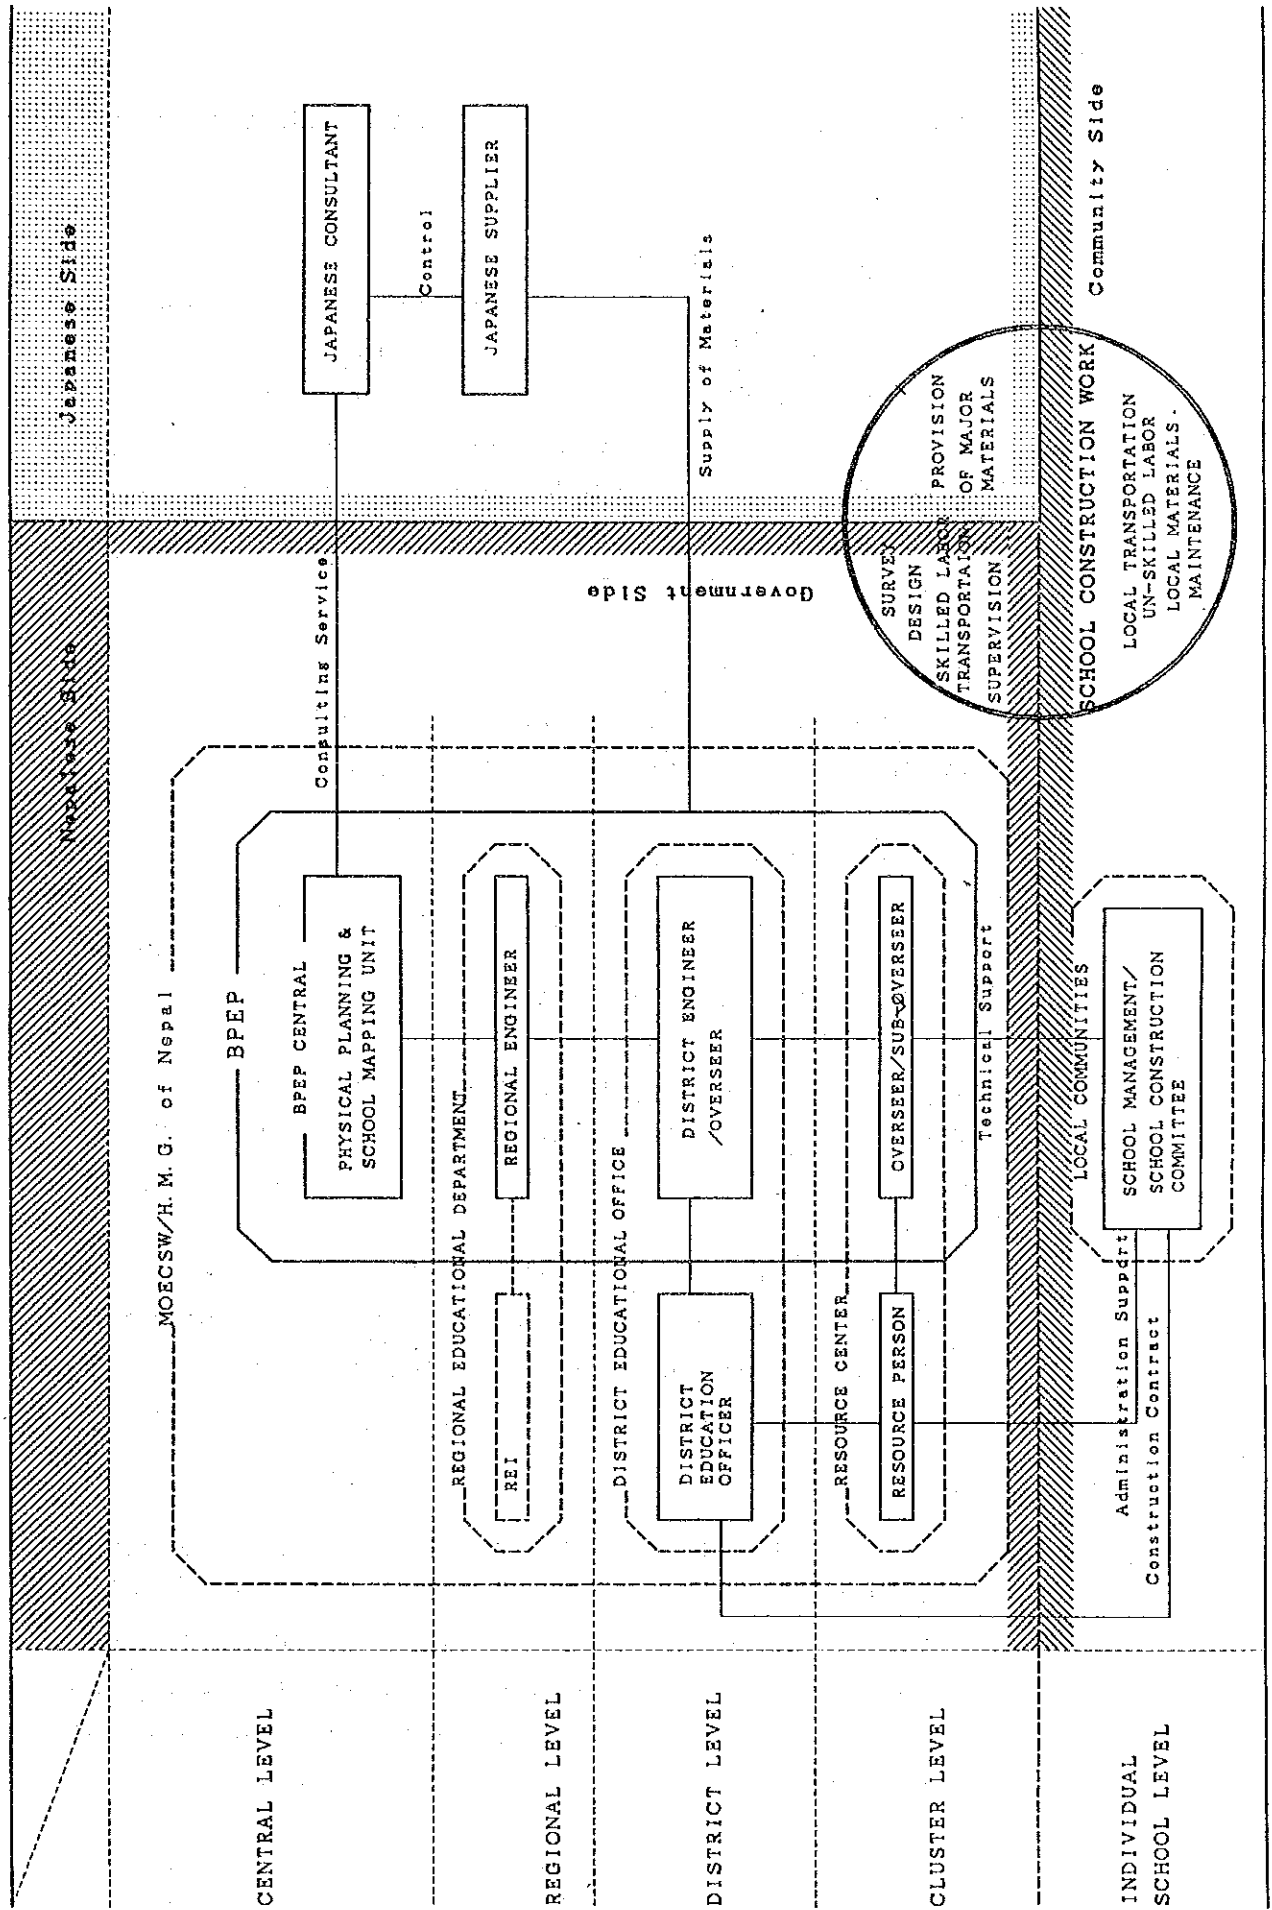 Nepalese Side
Japanese Side
CENTRAL LEVEL
MOECSW/H.M.G. of Nepal
BPEP
BPEP CENTRAL
PHYSICAL PLANNING &
SCHOOL MAPPING UNIT
Consulting Service
JAPANESE CONSULTANT
Control
JAPANESE SUPPLIER
REGIONAL LEVEL
REGIONAL EDUCATIONAL DEPARTMENT
REI
REGIONAL ENGINEER
Government Side
DISTRICT LEVEL
DISTRICT EDUCATIONAL OFFICE
DISTRICT
EDUCATION
OFFICER
DISTRICT ENGINEER
/OVERSEER
Supply of Materials
CLUSTER LEVEL
RESOURCE CENTER
RESOURCE PERSON
OVERSEER/SUB-OVERSEER
Technical Support
SURVEY
DESIGN
SKILLED LABOR
TRANSPORTAION
SUPERVISION
PROVISION
OF MAJOR
MATERIALS
INDIVIDUAL
SCHOOL LEVEL
Administration Support
Construction Contract
LOCAL COMMUNITIES
SCHOOL MANAGEMENT/
SCHOOL CONSTRUCTION
COMMITTEE
SCHOOL CONSTRUCTION WORK
LOCAL TRANSPORTATION
UN-SKILLED LABOR
LOCAL MATERIALS.
MAINTENANCE
Community Side